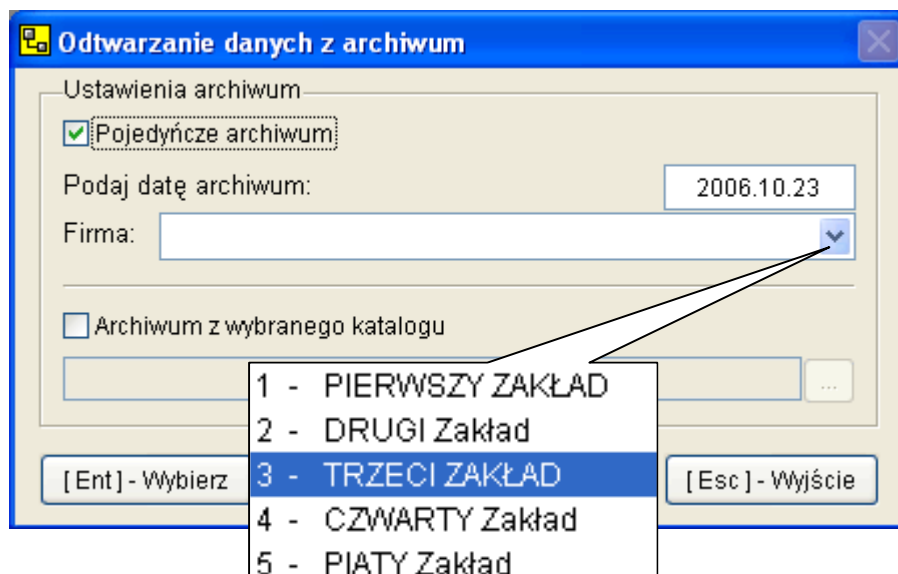 Odtwarzanie danych z archiwum
Ustawienia archiwum
Pojedyńcze archiwum
Podaj datę archiwum: 2006.10.23
Firma:
Archiwum z wybranego katalogu
...
1 - PIERWSZY ZAKŁAD
2 - DRUGI Zakład
3 - TRZECI ZAKŁAD
4 - CZWARTY Zakład
5 - PIATY Zakład
[ Ent ] - Wybierz [ Esc ] - Wyjście